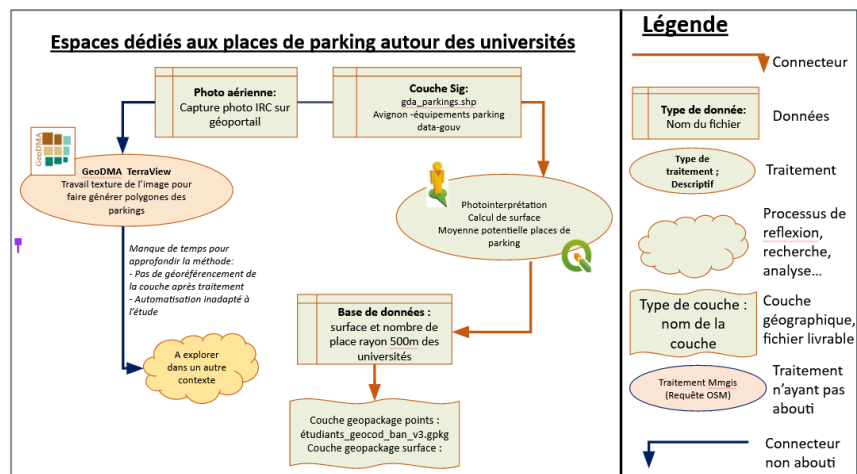 Espaces dédiés aux places de parking autour des universités
Photo aérienne:
Capture photo IRC sur
géoportail
Couche Sig:
gda_parkings.shp
Avignon -équipements parking
data-gouv
GeoDMA
GeoDMA TerraView
Travail texture de l'image pour
faire générer polygones des
parkings
Photointerprétation
Calcul de surface
Moyenne potentielle places de
parking
Manque de temps pour
approfondir la méthode:
- Pas de géoréférencement de
la couche après traitement
- Automatisation inadapté à
l'étude
A explorer
dans un autre
contexte
Base de données :
surface et nombre de
place rayon 500m des
universités
Couche geopackage points :
étudiants_geocod_ban_v3.gpkg
Couche geopackage surface :
Légende
Connecteur
Type de donnée:
Nom du fichier
Données
Type de
traitement ;
Descriptif
Traitement
Processus de
reflexion,
recherche,
analyse...
Type de couche :
nom de la
couche
Couche
géographique,
fichier livrable
Traitement Mmgis
(Requête OSM)
Traitement
n'ayant pas
abouti
Connecteur
non abouti